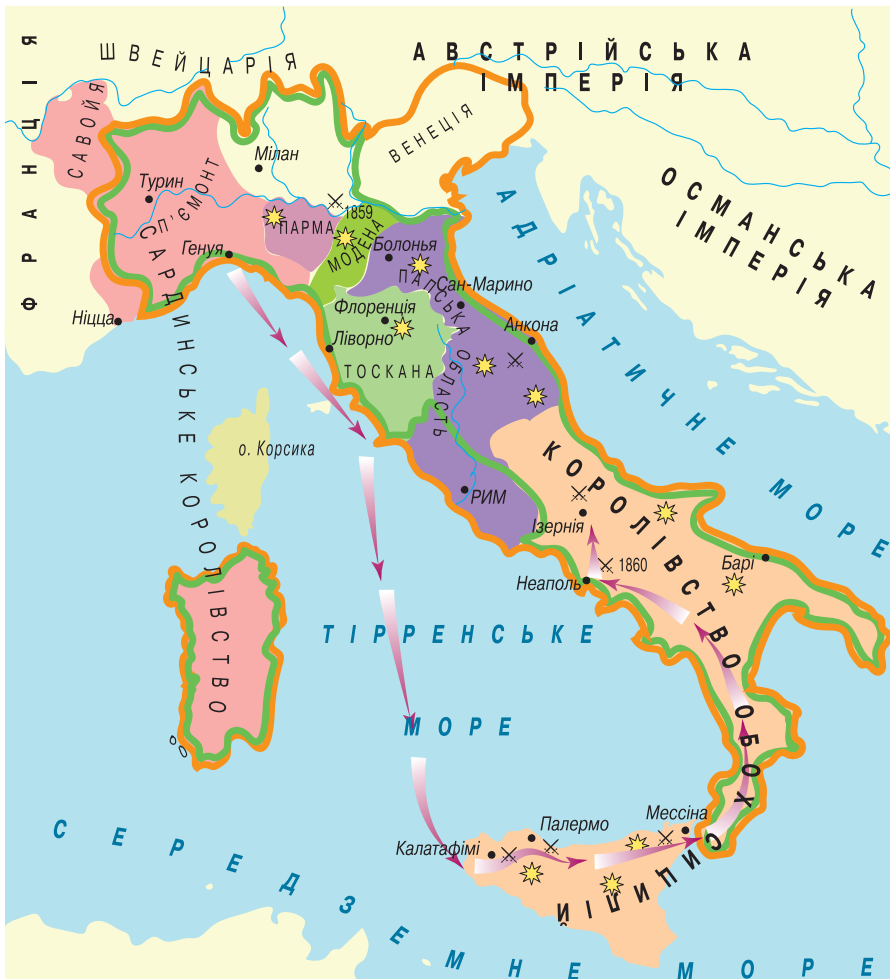 ФРАНЦІЯ
ШВЕЙЦАРІЯ
АВСТРІЙСЬКА
ІМПЕРІЯ
САВОЙЯ
ВЕНЕЦІЯ
Мілан
Турин
П'ЄМОНТ
ОСМАНСЬКА
ІМПЕРІЯ
1859
ПАРМА
МОДЕНА
Генуя
Болонья
ПАПСЬКА ОБЛАСТЬ
Сан-Марино
АДРІАТИЧНЕ МОРЕ
Ніцца
Флоренція
Ліворно
Анкона
ТОСКАНА
САРДИНСЬКЕ КОРОЛІВСТВО
о. Корсика
РИМ
КОРОЛІВСТВО ОБОХ СИЦИЛІЙ
Ізернія
1860
Барі
Неаполь
ТІРРЕНСЬКЕ
МОРЕ
Мессіна
Палермо
Калатафімі
СЕРЕДЗЕМНЕ МОРЕ